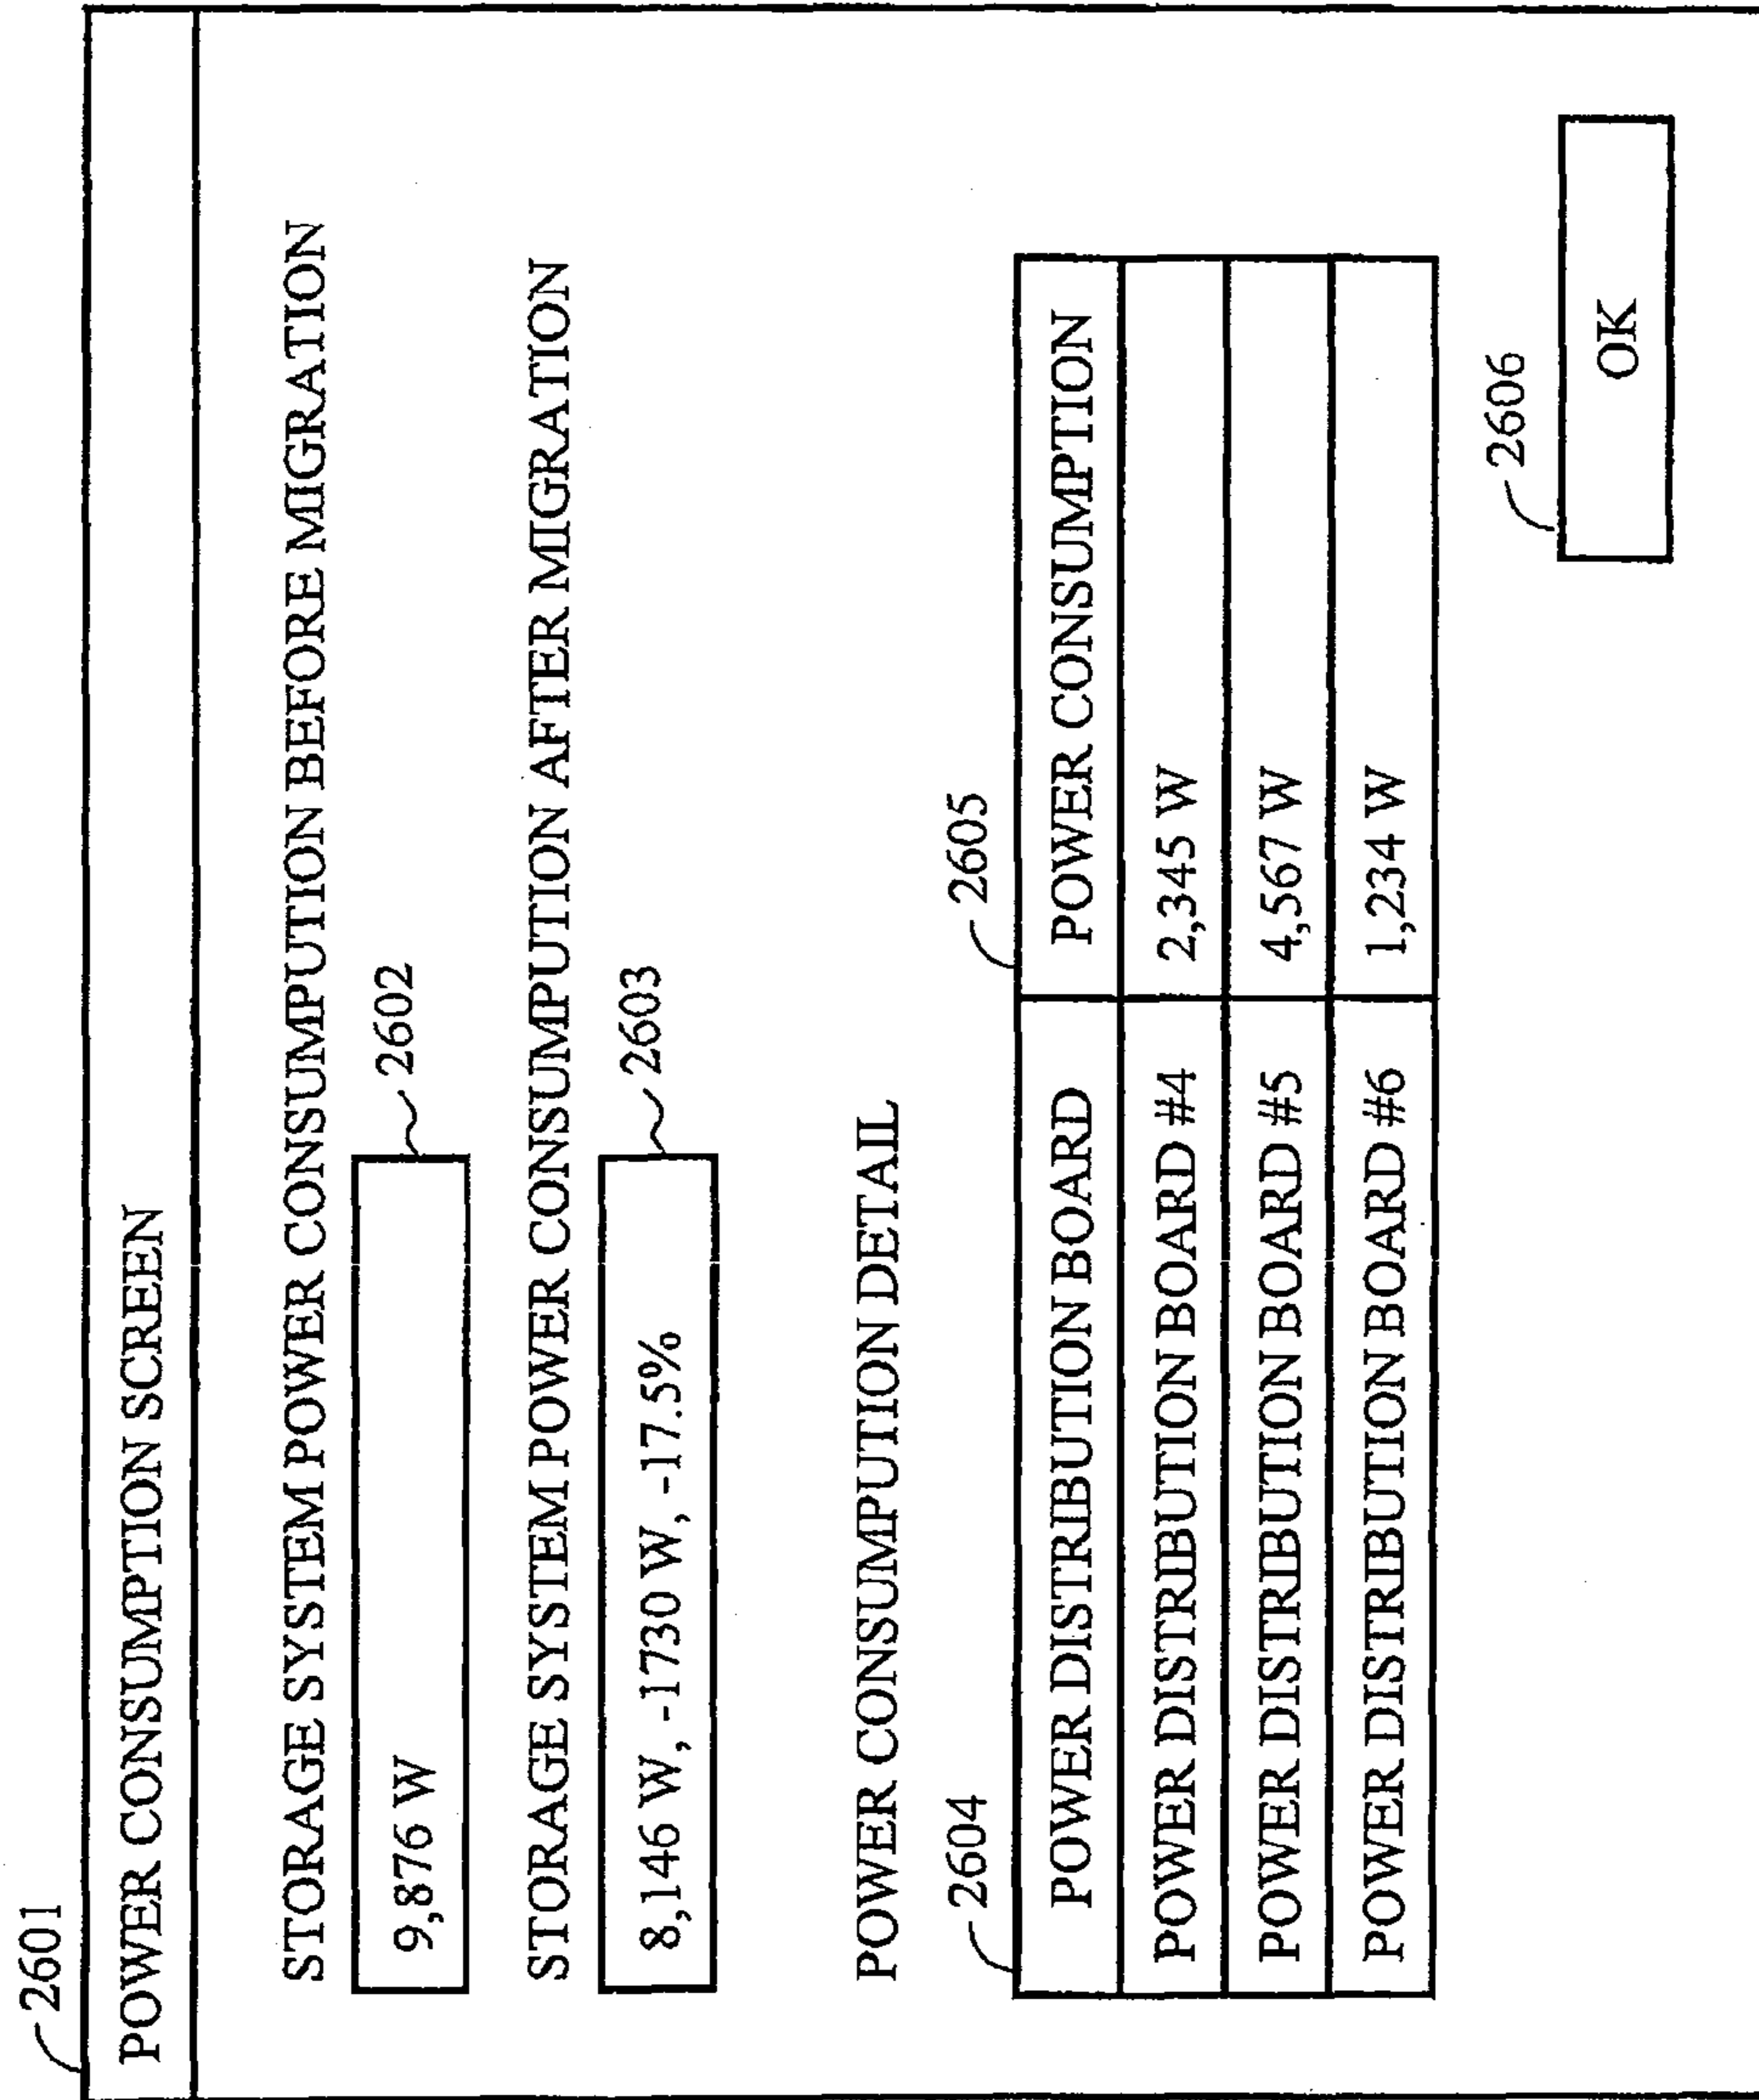 2601
POWER CONSUMPTION SCREEN
STORAGE SYSTEM POWER CONSUMPUTION BEFORE MIGRATION
9,876 W
2602
STORAGE SYSTEM POWER CONSUMPUTION AFTER MIGRATION
8,146 W, -1730 W, -17.5%
2603
POWER CONSUMPUTION DETAIL
2604
2605
POWER DISTRIBUTION BOARD POWER CONSUMPTION
POWER DISTRIBUTION BOARD #4 2,345 W
POWER DISTRIBUTION BOARD #5 4,567 W
POWER DISTRIBUTION BOARD #6 1,234 W
2606
OK